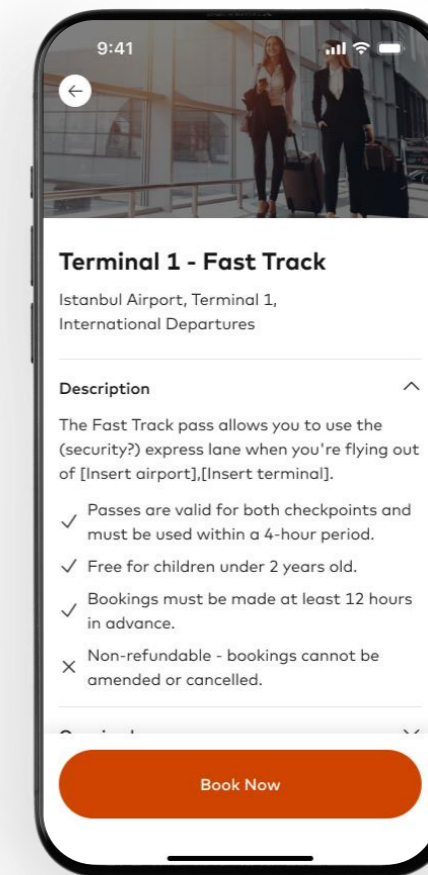 9:41
Terminal 1 - Fast Track
Istanbul Airport, Terminal 1,
International Departures
Description
The Fast Track pass allows you to use the
(security?) express lane when you're flying out
of [Insert airport],[Insert terminal].
Passes are valid for both checkpoints and
must be used within a 4-hour period.
Free for children under 2 years old.
Bookings must be made at least 12 hours
in advance.
Non-refundable - bookings cannot be
amended or cancelled.
Book Now